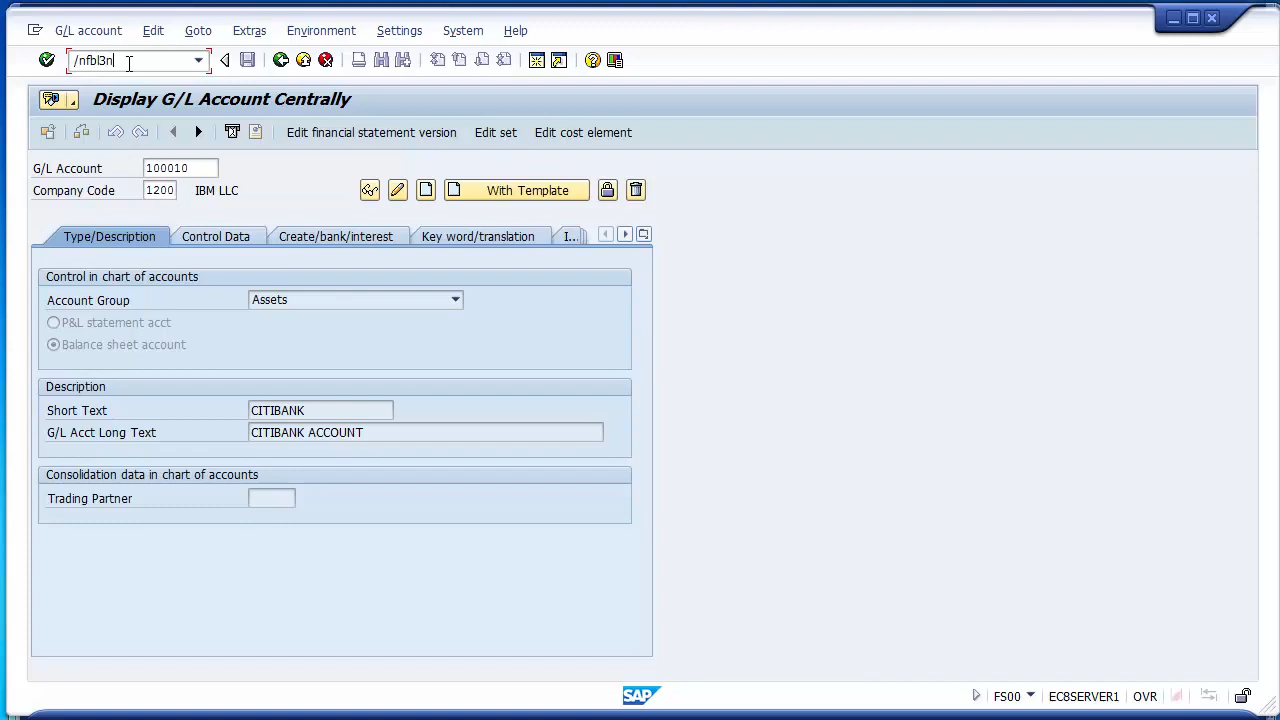 G/L account Edit Goto Extras Environment Settings System Help
/nfbl3n
Display G/L Account Centrally
Edit financial statement version Edit set Edit cost element
G/L Account 100010
Company Code 1200 IBM LLC With Template
Type/Description Control Data Create/bank/interest Key word/translation I...
Control in chart of accounts
Account Group Assets
P&L statement acct
Balance sheet account
Description
Short Text CITIBANK
G/L Acct Long Text CITIBANK ACCOUNT
Consolidation data in chart of accounts
Trading Partner
SAP FS00 EC8SERVER1 OVR